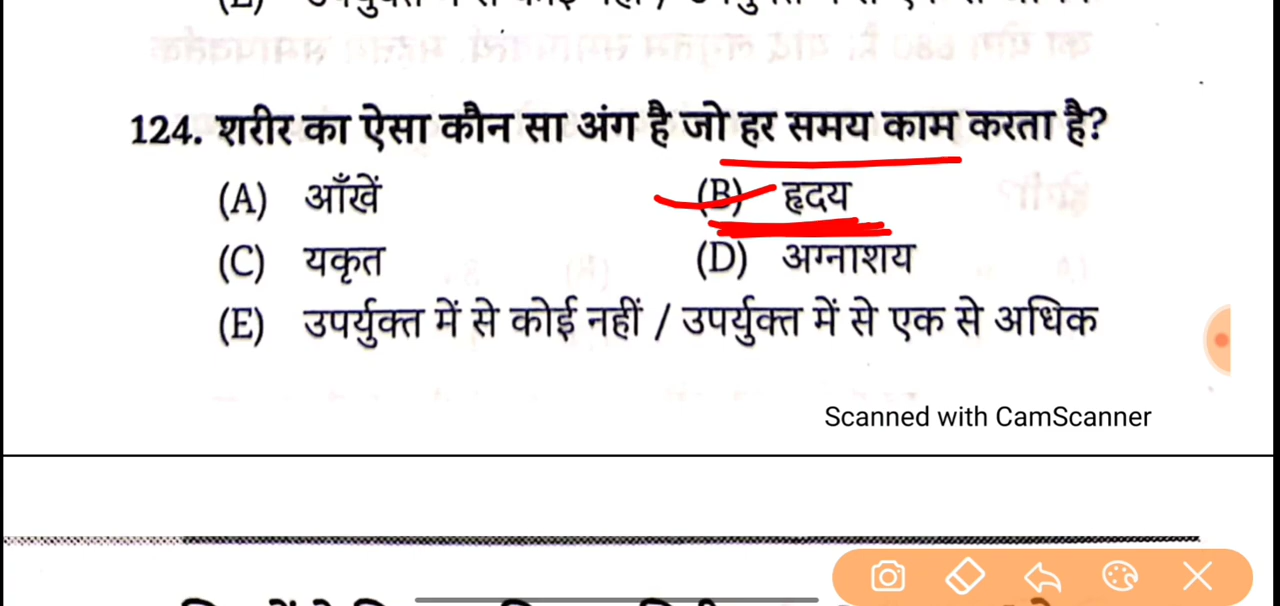 124. शरीर का ऐसा कौन सा अंग है जो हर समय काम करता है?
(A) आँखें (B) हृदय
(C) यकृत (D) अग्नाशय
(E) उपर्युक्त में से कोई नहीं / उपर्युक्त में से एक से अधिक
Scanned with CamScanner